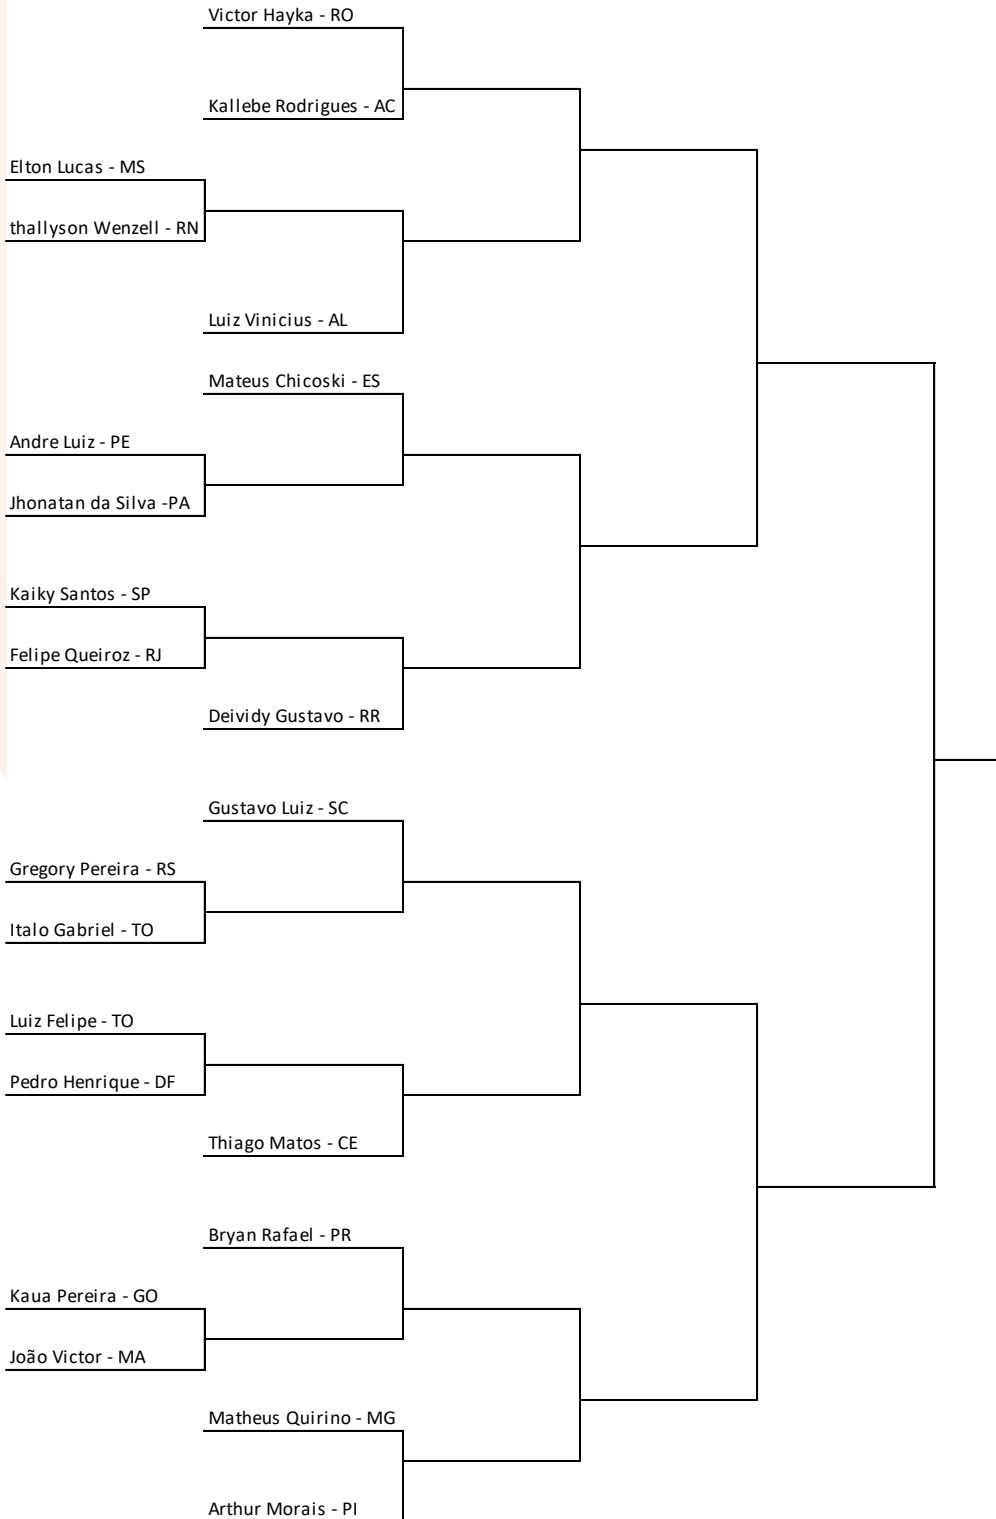 Victor Hayka - RO
Kallebe Rodrigues - AC
Elton Lucas - MS
thallyson Wenzell - RN
Luiz Vinicius - AL
Mateus Chicoski - ES
Andre Luiz - PE
Jhonatan da Silva -PA
Kaiky Santos - SP
Felipe Queiroz - RJ
Deividy Gustavo - RR
Gustavo Luiz - SC
Gregory Pereira - RS
Italo Gabriel - TO
Luiz Felipe - TO
Pedro Henrique - DF
Thiago Matos - CE
Bryan Rafael - PR
Kaua Pereira - GO
João Victor - MA
Matheus Quirino - MG
Arthur Morais - PI